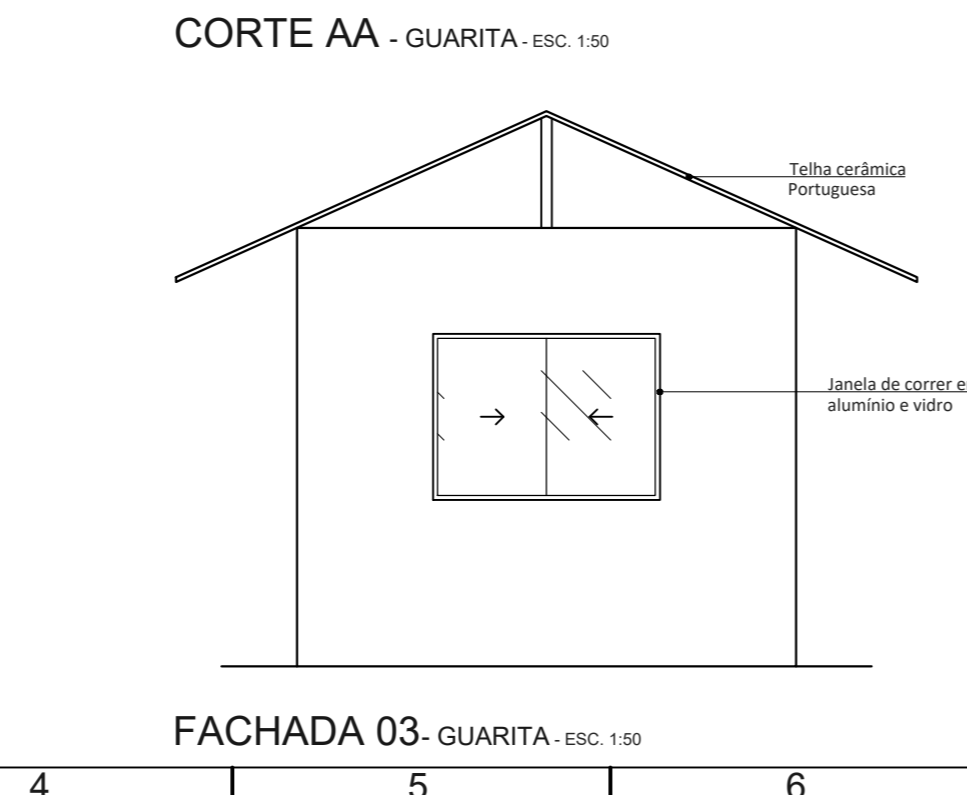 CORTE AA - GUARITA - ESC. 1:50
Telha cerâmica
Portuguesa
Janela de correr
alumínio e vidro
FACHADA 03- GUARITA - ESC. 1:50
4 5 6